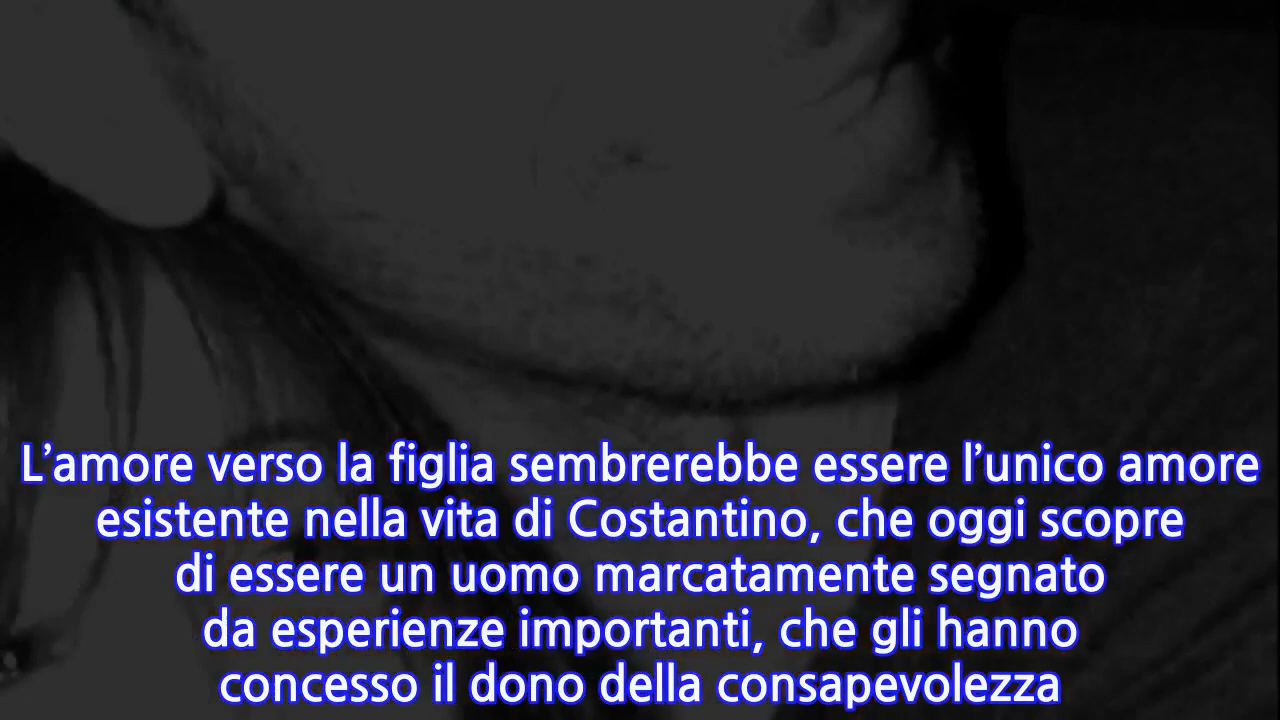 L’amore verso la figlia sembrerebbe essere l’unico amore
esistente nella vita di Costantino, che oggi scopre
di essere un uomo marcatamente segnato
da esperienze importanti, che gli hanno
concesso il dono della consapevolezza